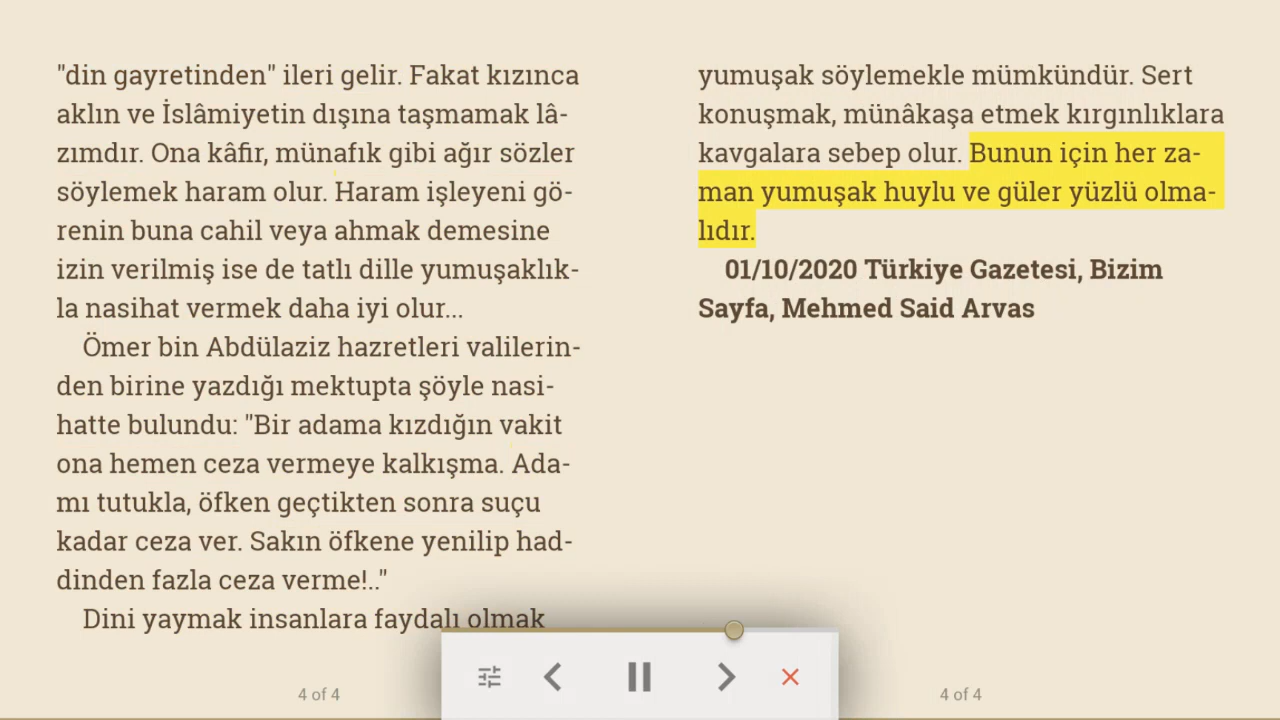 "din gayretinden" ileri gelir. Fakat kızınca
aklın ve İslâmiyetin dışına taşmamak lâ-
zımdır. Ona kâfir, münafık gibi ağır sözler
söylemek haram olur. Haram işleyeni gö-
renin buna cahil veya ahmak demesine
izin verilmiş ise de tatlı dille yumuşaklık-
la nasihat vermek daha iyi olur...
Ömer bin Abdülaziz hazretleri valilerin-
den birine yazdığı mektupta şöyle nasi-
hatte bulundu: "Bir adama kızdığın vakit
ona hemen ceza vermeye kalkışma. Ada-
mı tutukla, öfken geçtikten sonra suçu
kadar ceza ver. Sakın öfkene yenilip had-
dinden fazla ceza verme!.."
Dini yaymak insanlara faydalı olmak
4 of 4
yumuşak söylemekle mümkündür. Sert
konuşmak, münâkaşa etmek kırgınlıklara
kavgalara sebep olur. Bunun için her za-
man yumuşak huylu ve güler yüzlü olma-
lıdır.
01/10/2020 Türkiye Gazetesi, Bizim
Sayfa, Mehmed Said Arvas
4 of 4